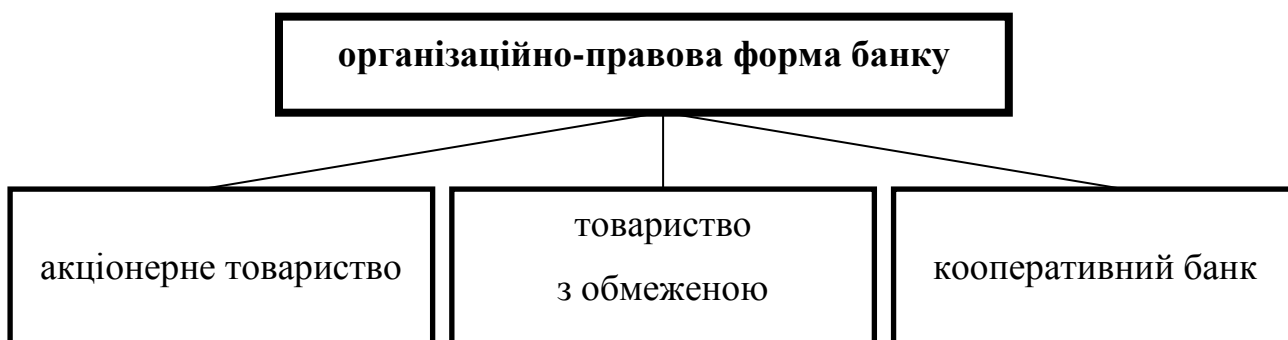 організаційно-правова форма банку
акціонерне товариство
товариство
з обмеженою
кооперативний банк